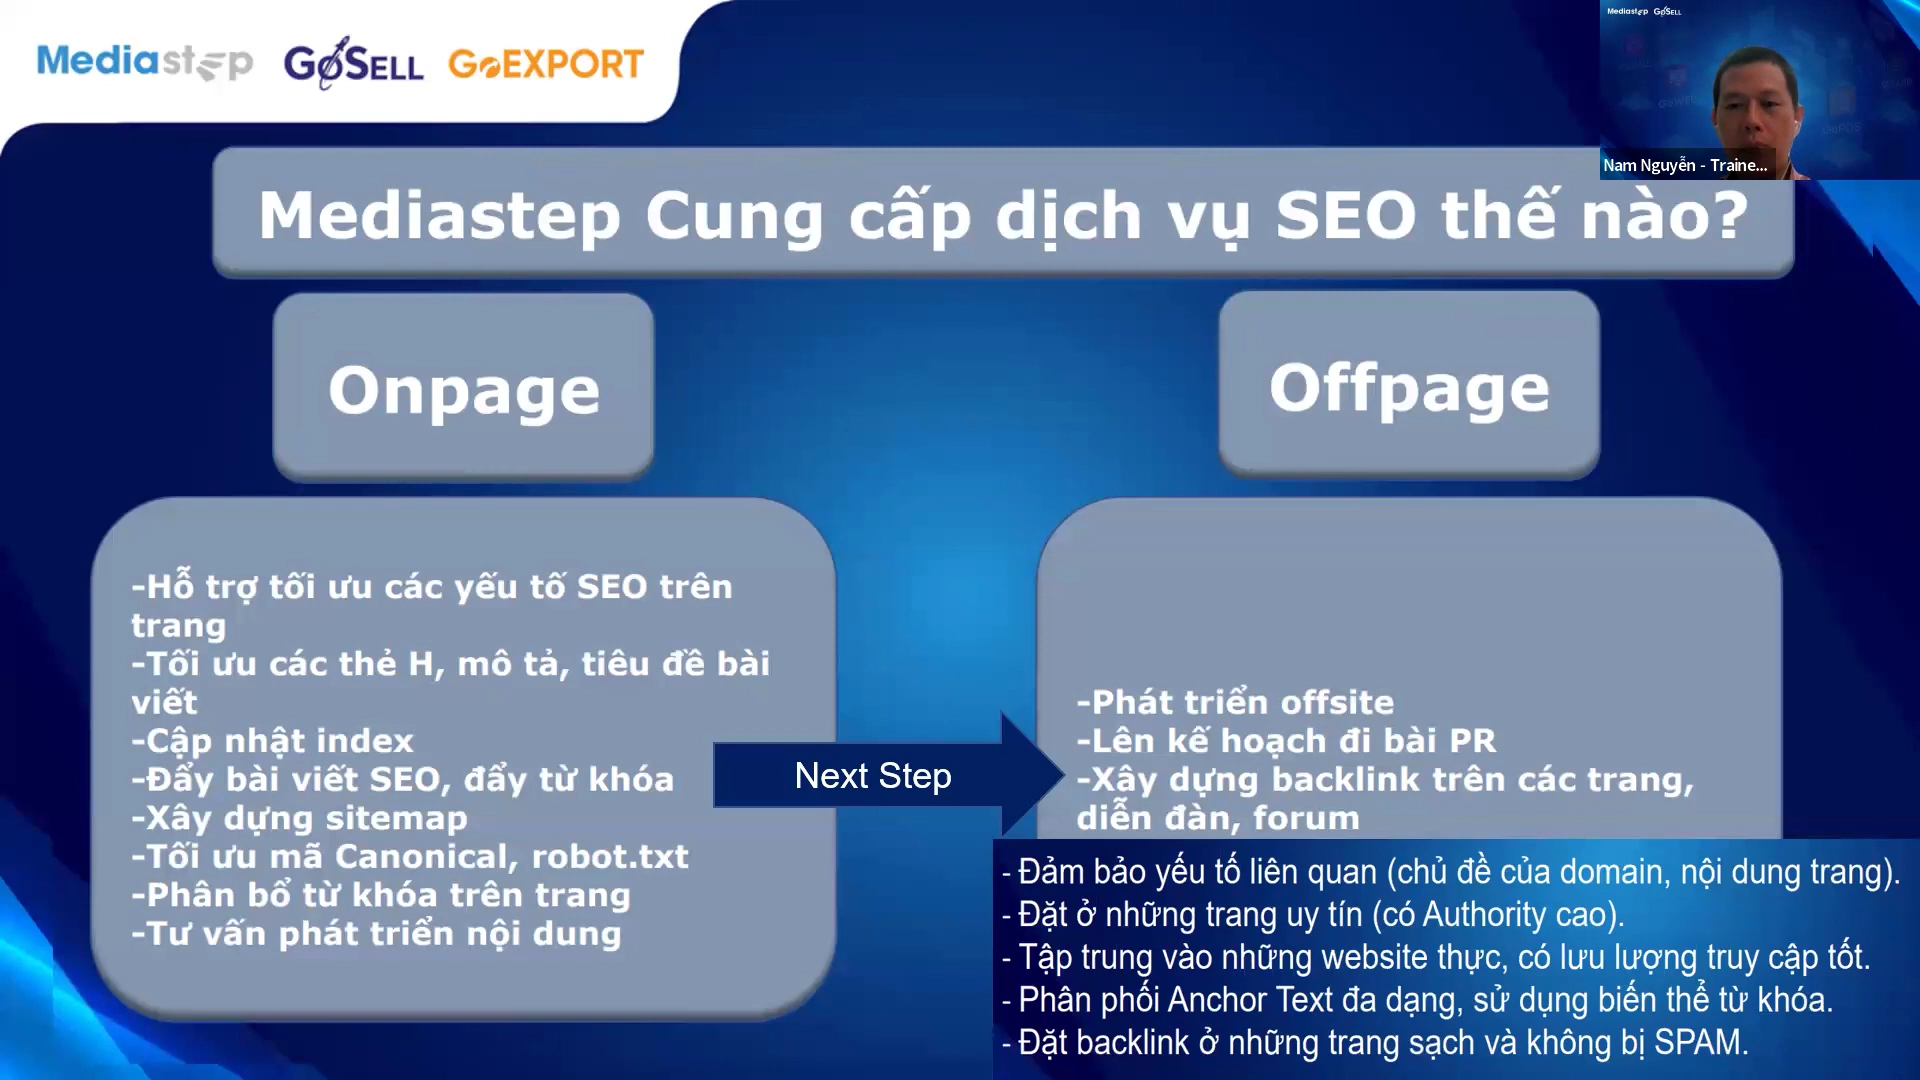 Mediastep GoSELL GoEXPORT
Mediastep GoSELL
Nam Nguyễn - Traine...
Mediastep Cung cấp dịch vụ SEO thế nào?
Onpage
Offpage
-Hỗ trợ tối ưu các yếu tố SEO trên
trang
-Tối ưu các thẻ H, mô tả, tiêu đề bài
viết
-Cập nhật index
-Đẩy bài viết SEO, đẩy từ khóa
-Xây dựng sitemap
-Tối ưu mã Canonical, robot.txt
-Phân bổ từ khóa trên trang
-Tư vấn phát triển nội dung
Next Step
-Phát triển offsite
-Lên kế hoạch đi bài PR
-Xây dựng backlink trên các trang,
diễn đàn, forum
- Đảm bảo yếu tố liên quan (chủ đề của domain, nội dung trang).
- Đặt ở những trang uy tín (có Authority cao).
- Tập trung vào những website thực, có lưu lượng truy cập tốt.
- Phân phối Anchor Text đa dạng, sử dụng biến thể từ khóa.
- Đặt backlink ở những trang sạch và không bị SPAM.